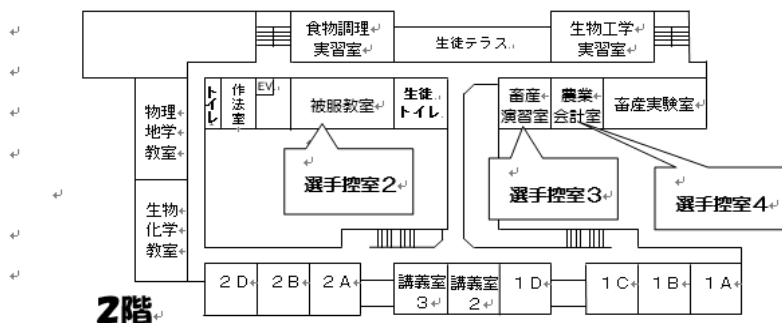 食物調理
実習室
生徒テラス
生物工学
実習室
トイレ
作法室
EV
被服教室
生徒
トイレ
畜産
演習室
農業
会計室
畜産実験室
物理
地学
教室
選手控室2
選手控室3
選手控室4
生物
化学
教室
2D
2B
2A
講義室
3
講義室
2
1D
1C
1B
1A
2階